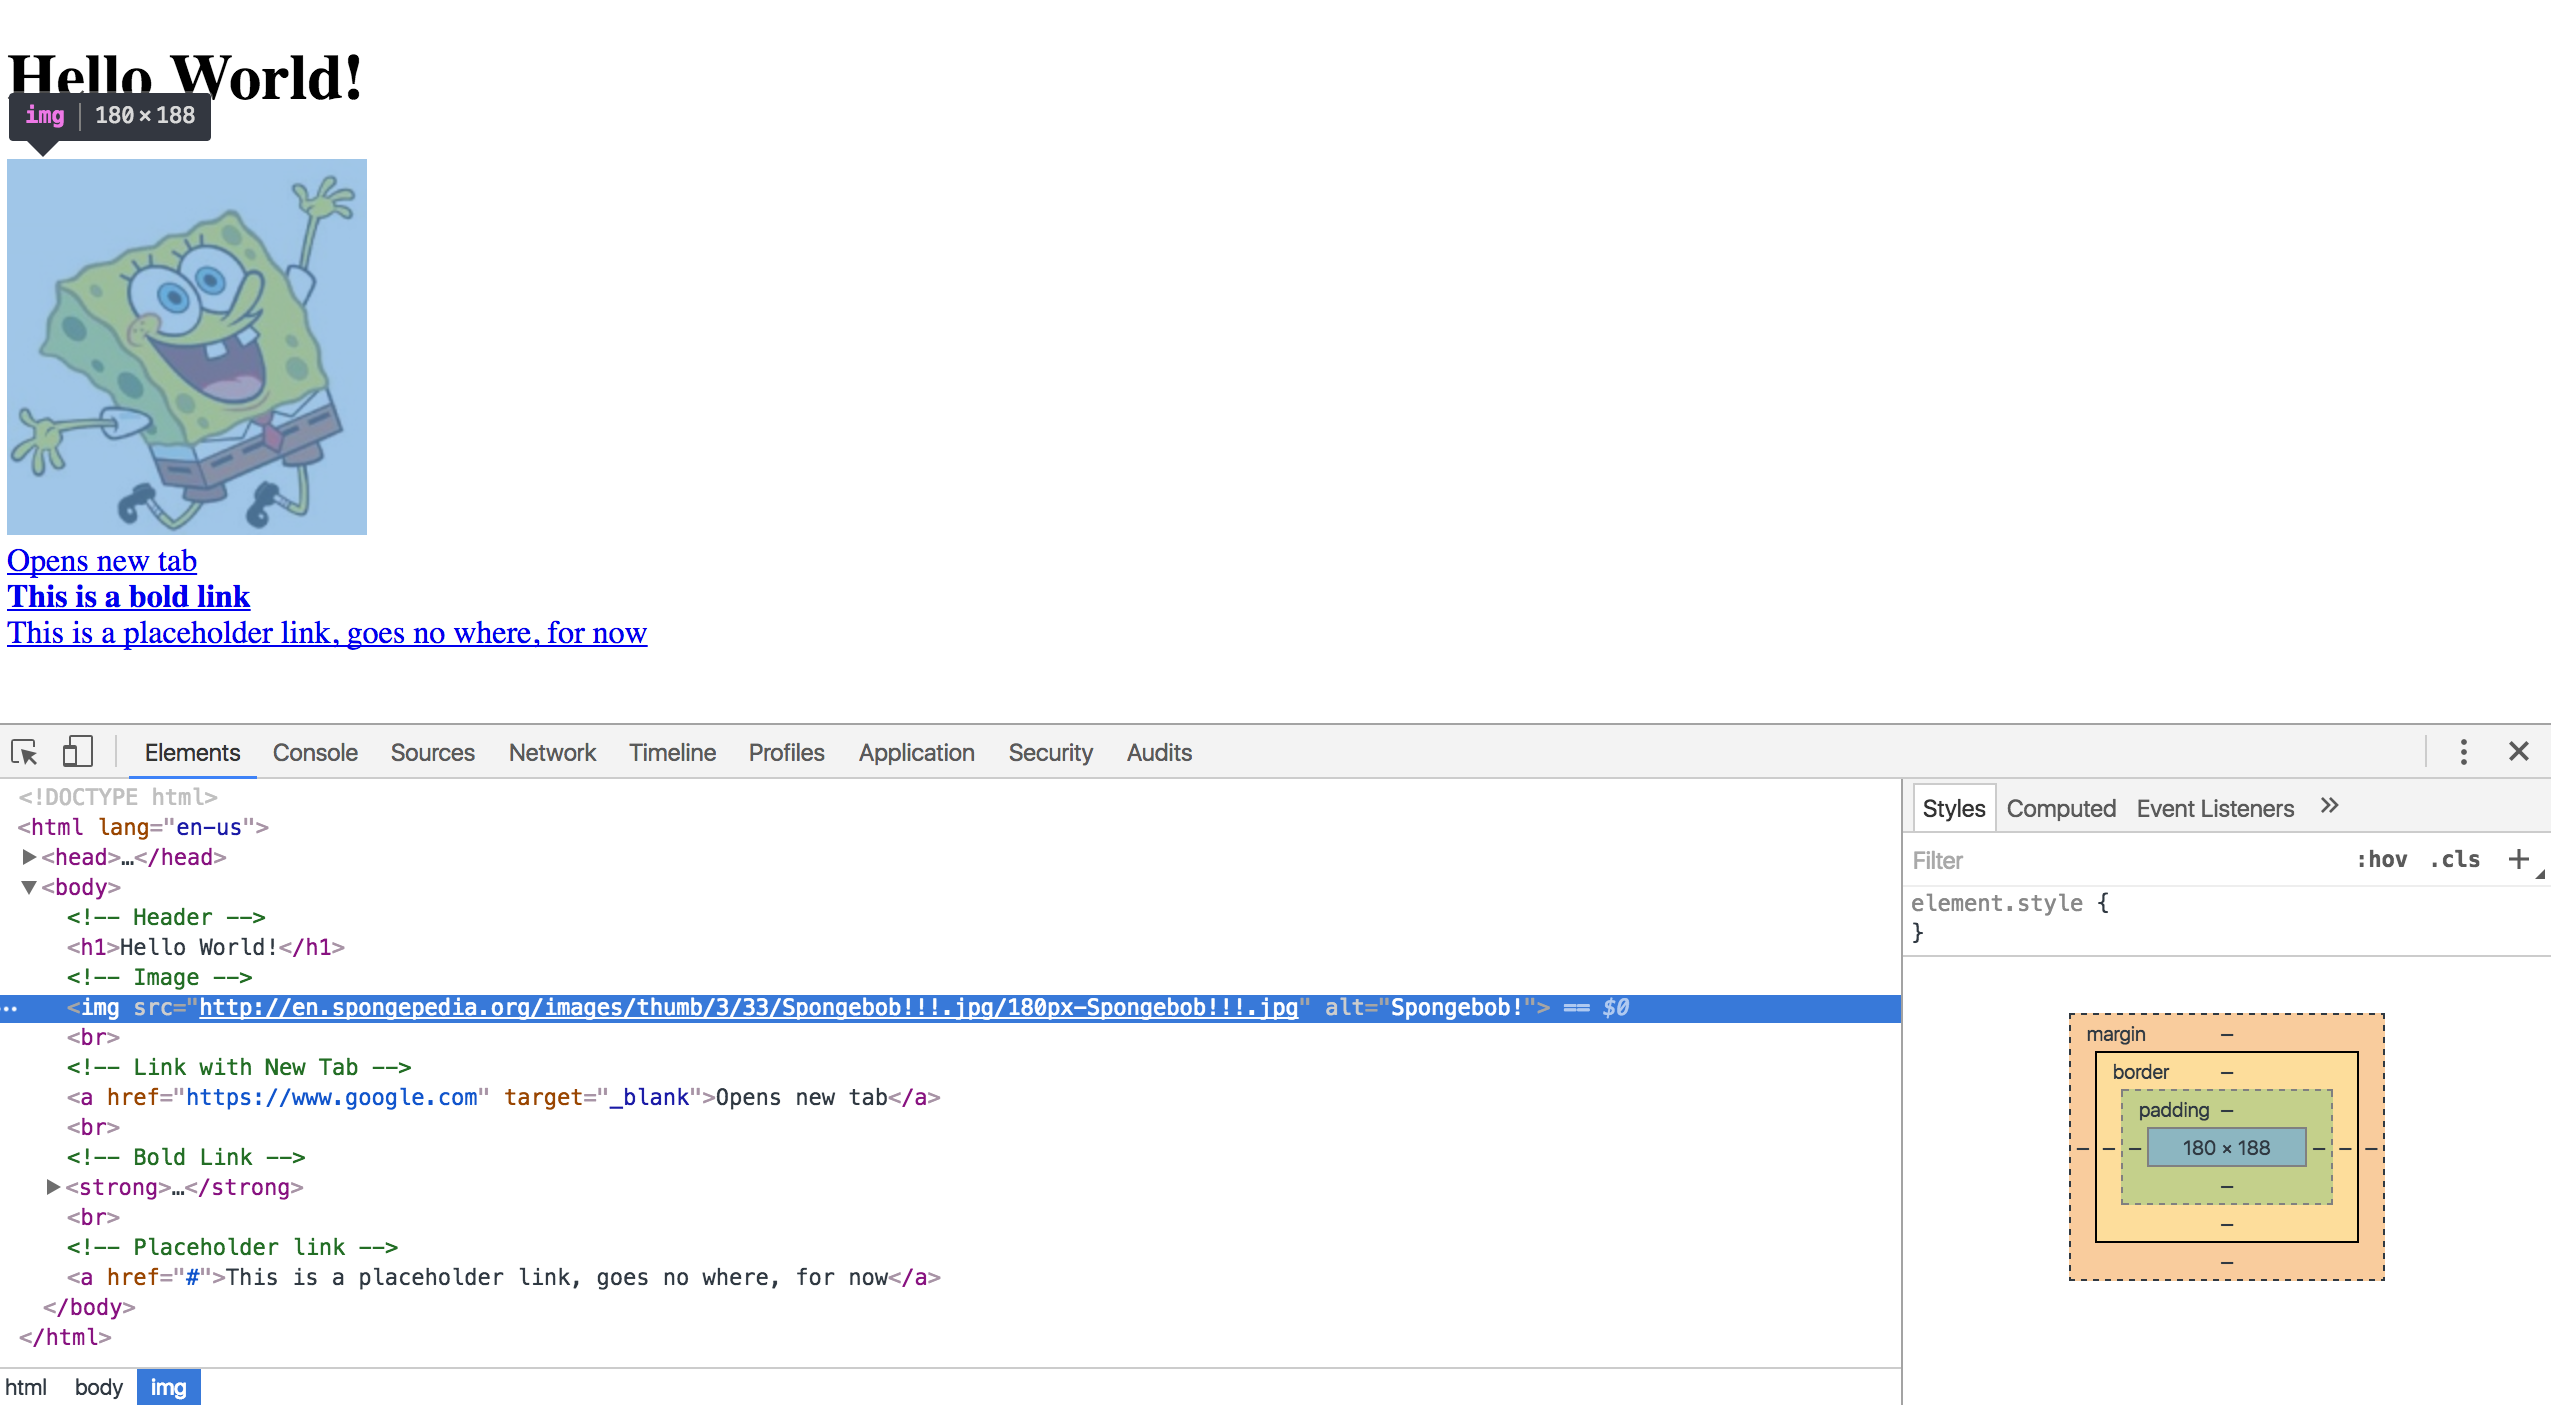 Hello World!
img 180 × 188
Opens new tab
This is a bold link
This is a placeholder link, goes no where, for now
Elements Console Sources Network Timeline Profiles Application Security Audits
<!DOCTYPE html>
<html lang="en-us">
<head>…</head>
<body>
<!-- Header -->
<h1>Hello World!</h1>
<!-- Image -->
<img src="http://en.spongepedia.org/images/thumb/3/33/Spongebob!!!.jpg/180px-Spongebob!!!.jpg" alt="Spongebob!"> == $0
<br>
<!-- Link with New Tab -->
<a href="https://www.google.com" target="_blank">Opens new tab</a>
<br>
<!-- Bold Link -->
<strong>…</strong>
<br>
<!-- Placeholder link -->
<a href="#">This is a placeholder link, goes no where, for now</a>
</body>
</html>
html body img
Styles Computed Event Listeners »
Filter :hov .cls +
element.style {
}
margin –
border –
padding –
– – – 180 × 188 – – –
–
–
–